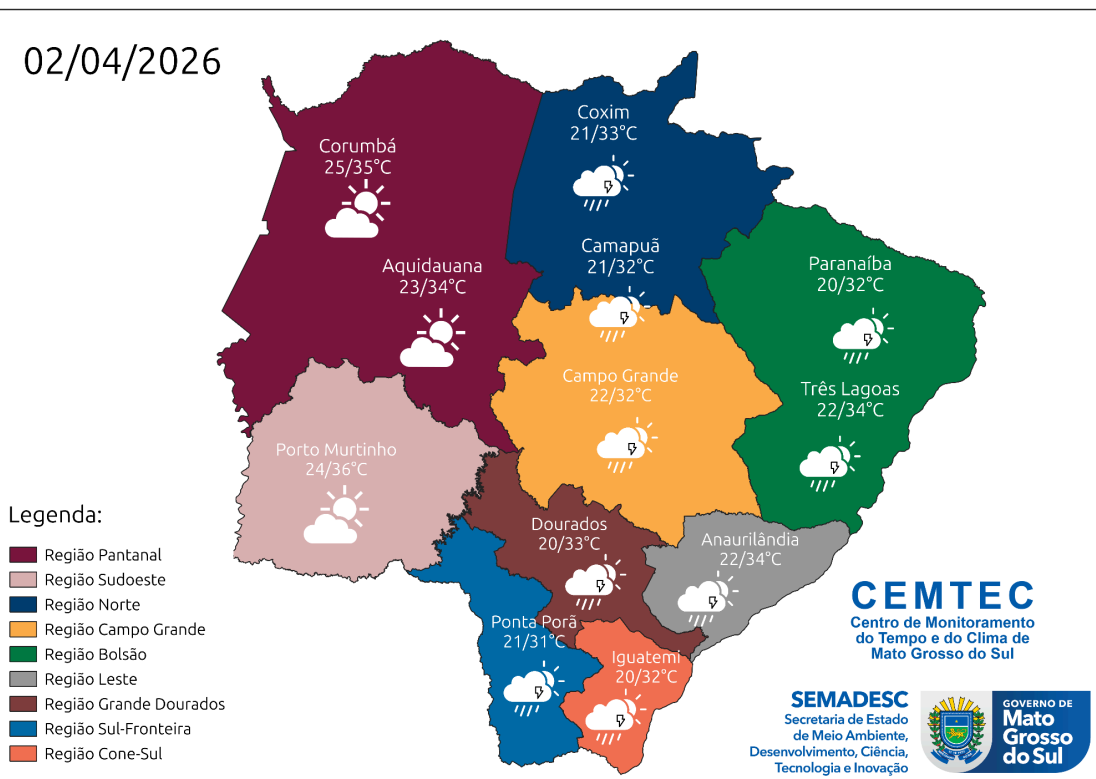 02/04/2026
Coxim
21/33°C
Corumbá
25/35°C
Camapuã
21/32°C
Aquidauana
23/34°C
Paranaíba
20/32°C
Campo Grande
22/32°C
Três Lagoas
22/34°C
Porto Murtinho
24/36°C
Dourados
20/33°C
Anaurilândia
22/34°C
Ponta Porã
21/31°C
Iguatemi
20/32°C
Legenda:
Região Pantanal
Região Sudoeste
Região Norte
Região Campo Grande
Região Bolsão
Região Leste
Região Grande Dourados
Região Sul-Fronteira
Região Cone-Sul
CEMTEC
Centro de Monitoramento
do Tempo e do Clima de
Mato Grosso do Sul
SEMADESC
Secretaria de Estado
de Meio Ambiente,
Desenvolvimento, Ciência,
Tecnologia e Inovação
GOVERNO DE
Mato
Grosso
do Sul